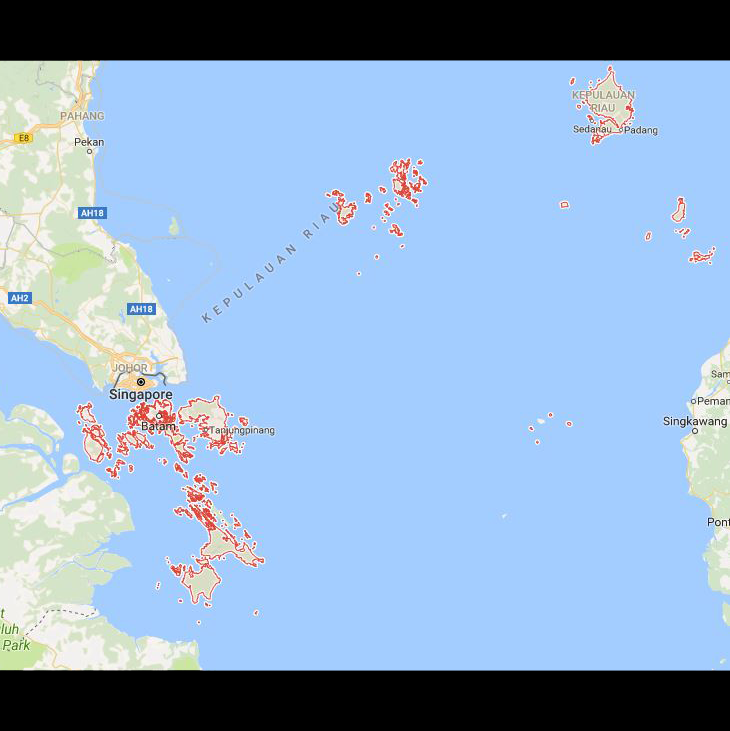 KEPULAUAN
RIAU
Sedanau
Padang
PAHANG
E8
Pekan
AH18
KEPULAUAN RIAU
AH2
AH18
JOHOR
Singapore
Batam
Tanjungpinang
Sam
Peman
Singkawang
Pont
t
luh
Park